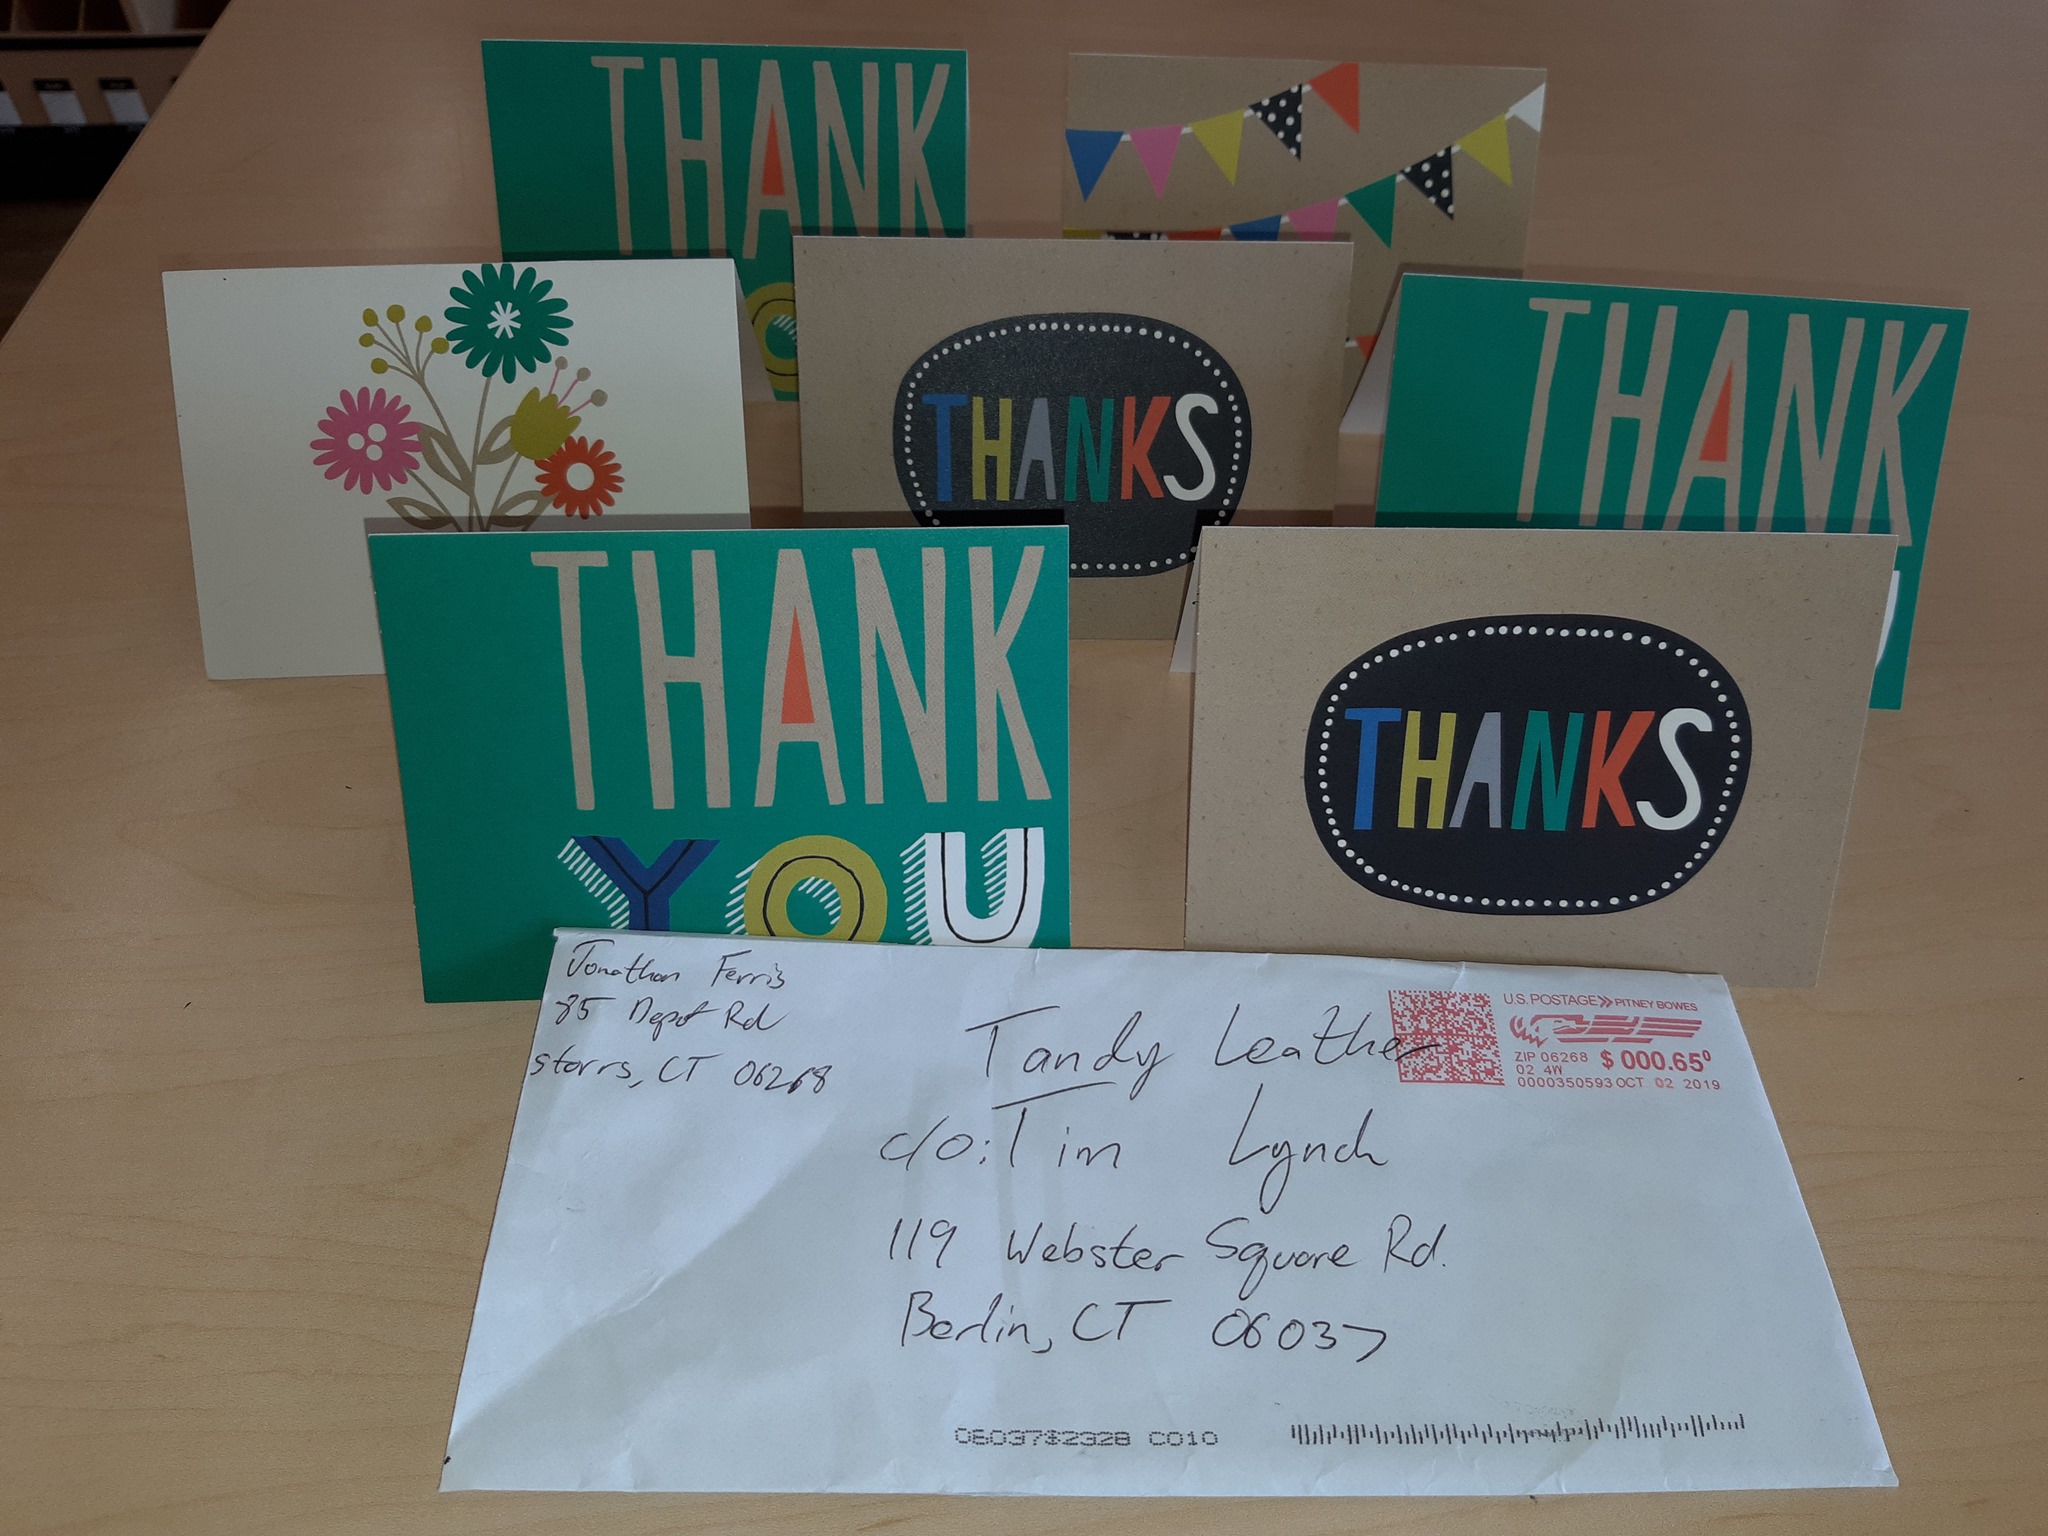 THANK
THANKS
THANK
THANK
YOU
THANKS
Jonathan Ferris
85 Depot Rd
Storrs, CT 06268
U.S. POSTAGE PITNEY BOWES
ZIP 06268 $ 000.65⁰
02 4W
0000350593 OCT 02 2019
Tandy Leather
c/o: Tim Lynch
119 Webster Square Rd.
Berlin, CT 06037
06037$2328 C010